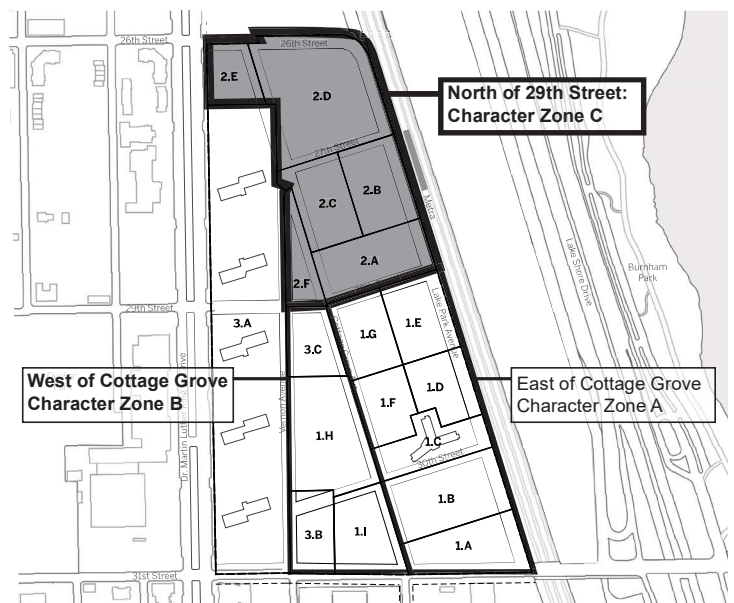 26th Street
26th Street
2.E
2.D
North of 29th Street:
Character Zone C
27th Street
2.C
2.B
Metra
2.A
2.F
Lake Shore Drive
Burnham
Park
29th Street
3.A
3.C
1.G
1.E
Lake Park Avenue
West of Cottage Grove
Character Zone B
East of Cottage Grove
Character Zone A
Vernon Avenue
1.F
1.D
1.H
1.C
30th Street
Dr. Martin Luther
1.B
3.B
1.I
1.A
31st Street